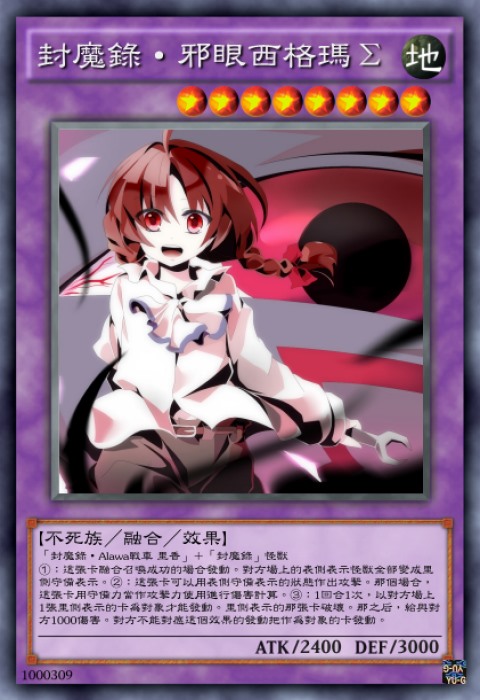 封魔錄・邪眼西格瑪Σ
地
【不死族／融合／效果】
「封魔錄・Alawa戰車 里香」＋「封魔錄」怪獸
①：這張卡融合召喚成功的場合發動。對方場上的表側表示怪獸全部變成里
側守備表示。②：這張卡可以用表側守備表示的狀態作出攻擊。那個場合，
這張卡用守備力當作攻擊力使用進行傷害計算。③：1回合1次，以對方場上
1張里側表示的卡為對象才能發動。里側表示的那張卡破壞。那之后，給與對
方1000傷害。對方不能對應這個效果的發動把作為對象的卡發動。
ATK/2400 DEF/3000
1000309